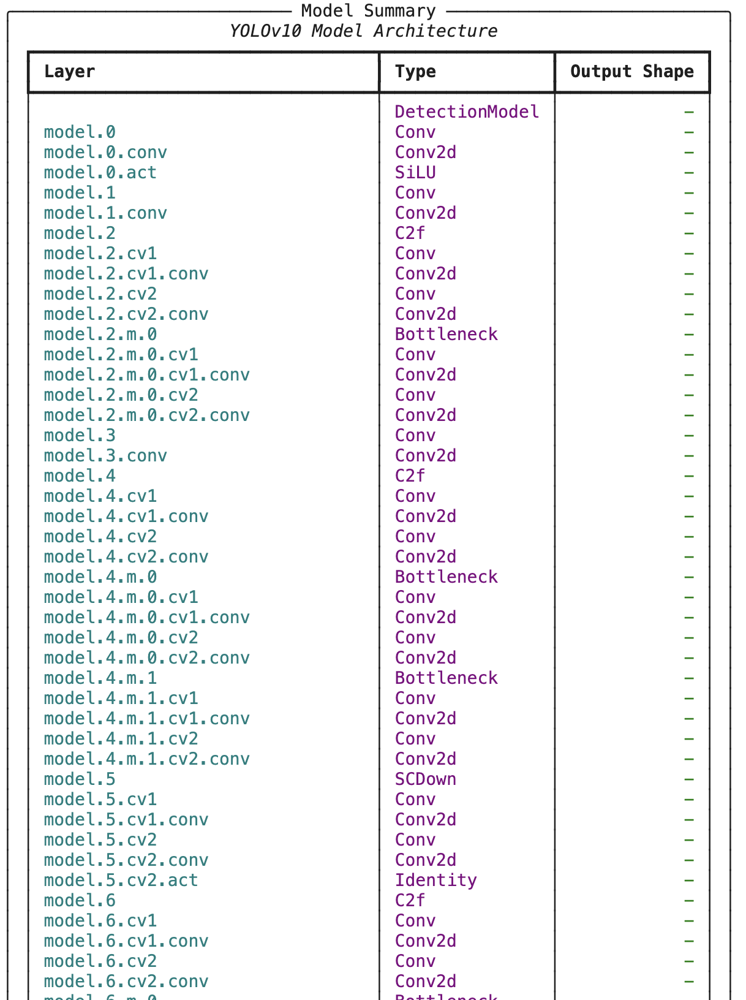 Model Summary
YOLOv10 Model Architecture
Layer Type Output Shape
DetectionModel –
model.0 Conv –
model.0.conv Conv2d –
model.0.act SiLU –
model.1 Conv –
model.1.conv Conv2d –
model.2 C2f –
model.2.cv1 Conv –
model.2.cv1.conv Conv2d –
model.2.cv2 Conv –
model.2.cv2.conv Conv2d –
model.2.m.0 Bottleneck –
model.2.m.0.cv1 Conv –
model.2.m.0.cv1.conv Conv2d –
model.2.m.0.cv2 Conv –
model.2.m.0.cv2.conv Conv2d –
model.3 Conv –
model.3.conv Conv2d –
model.4 C2f –
model.4.cv1 Conv –
model.4.cv1.conv Conv2d –
model.4.cv2 Conv –
model.4.cv2.conv Conv2d –
model.4.m.0 Bottleneck –
model.4.m.0.cv1 Conv –
model.4.m.0.cv1.conv Conv2d –
model.4.m.0.cv2 Conv –
model.4.m.0.cv2.conv Conv2d –
model.4.m.1 Bottleneck –
model.4.m.1.cv1 Conv –
model.4.m.1.cv1.conv Conv2d –
model.4.m.1.cv2 Conv –
model.4.m.1.cv2.conv Conv2d –
model.5 SCDown –
model.5.cv1 Conv –
model.5.cv1.conv Conv2d –
model.5.cv2 Conv –
model.5.cv2.conv Conv2d –
model.5.cv2.act Identity –
model.6 C2f –
model.6.cv1 Conv –
model.6.cv1.conv Conv2d –
model.6.cv2 Conv –
model.6.cv2.conv Conv2d –
model.6.m.0 Bottleneck